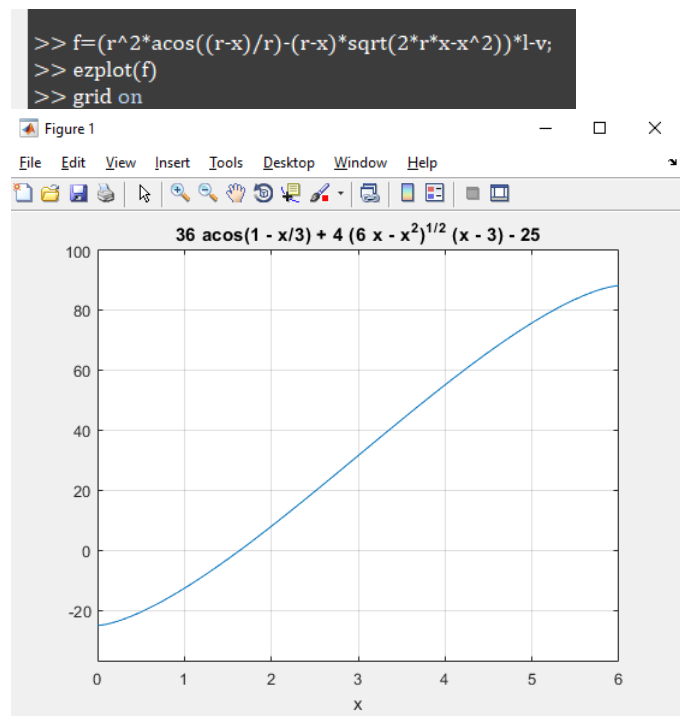 >> f=(r^2*acos((r-x)/r)-(r-x)*sqrt(2*r*x-x^2))*l-v;
>> ezplot(f)
>> grid on
Figure 1
File Edit View Insert Tools Desktop Window Help
36 acos(1 - x/3) + 4 (6 x - x^2)^1/2 (x - 3) - 25
100
80
60
40
20
0
-20
0 1 2 3 4 5 6
x